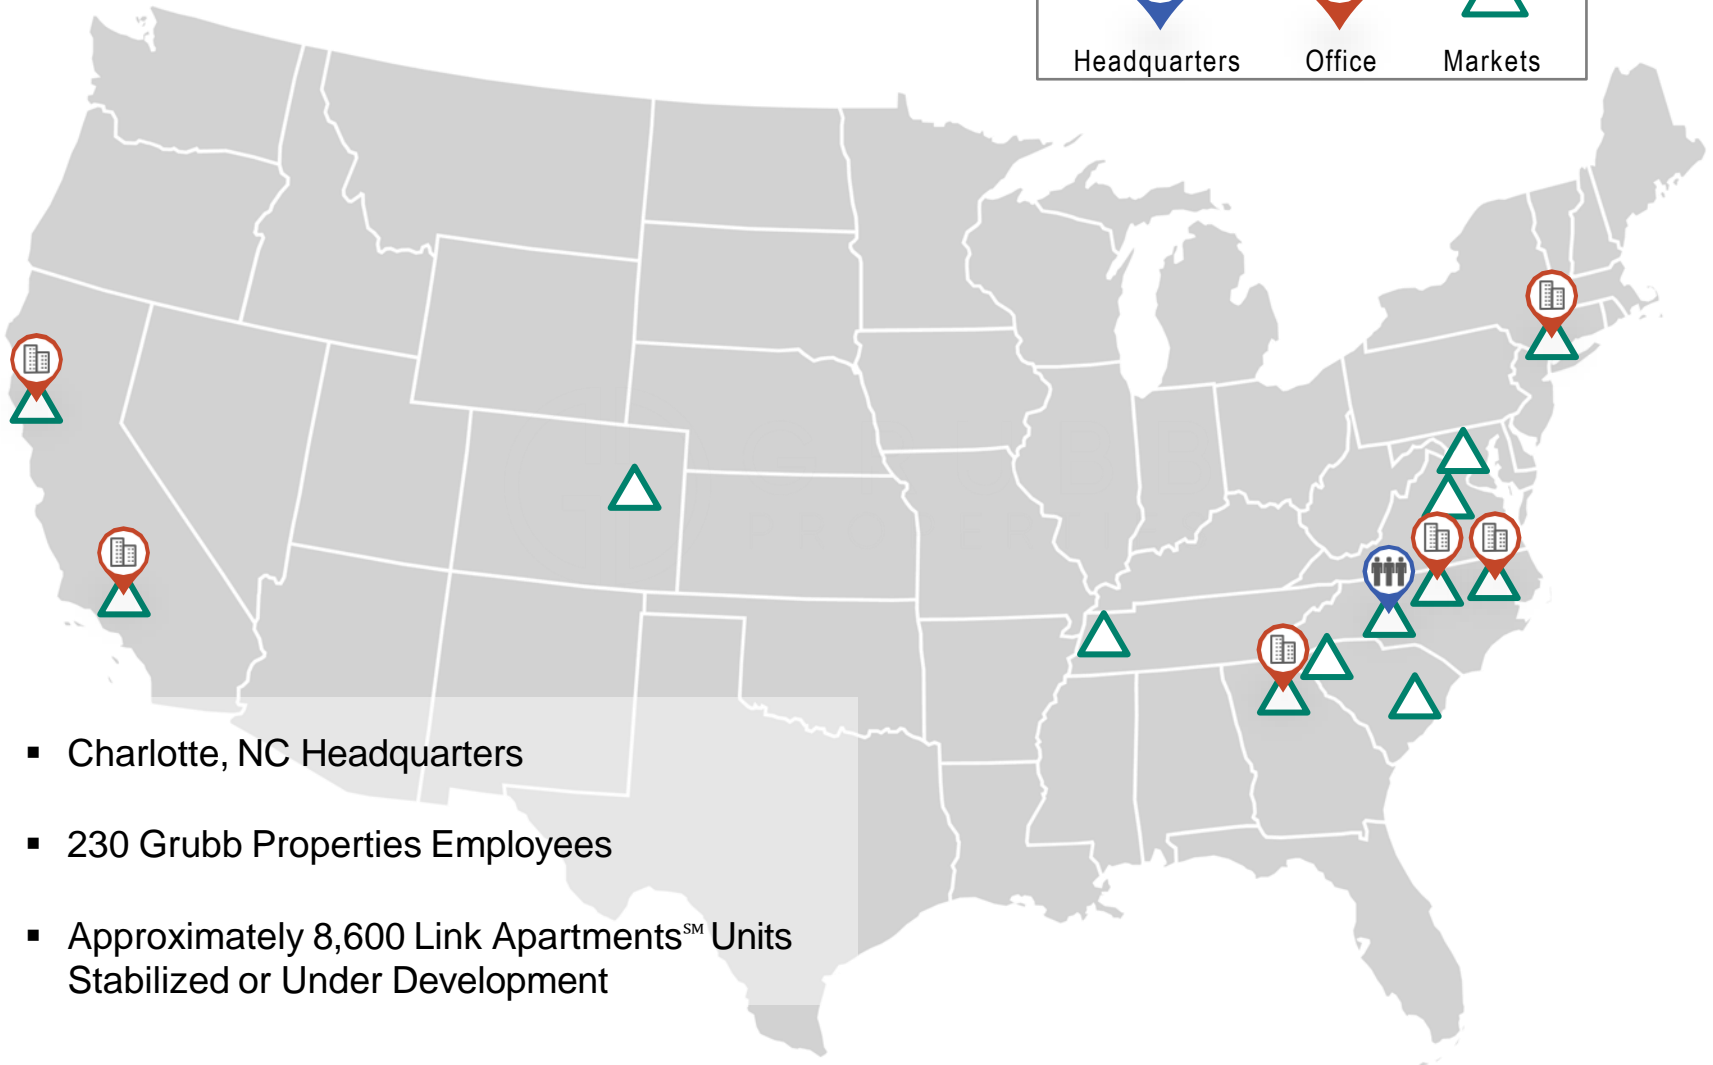 Headquarters Office Markets
▪ Charlotte, NC Headquarters
▪ 230 Grubb Properties Employees
▪ Approximately 8,600 Link Apartments℠ Units
Stabilized or Under Development